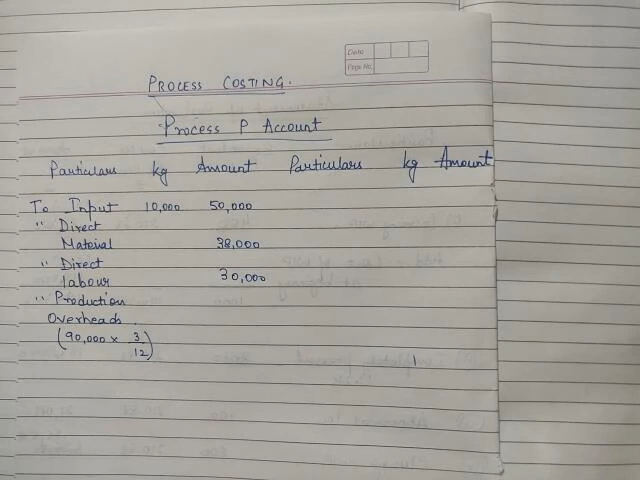 Date
Page No.
PROCESS COSTING.
Process P Account
Particulars kg Amount Particulars kg Amount
To Input 10,000 50,000
" Direct
Material 38,000
" Direct
labour 30,000
" Production
Overheads
(90,000 × 3/12)